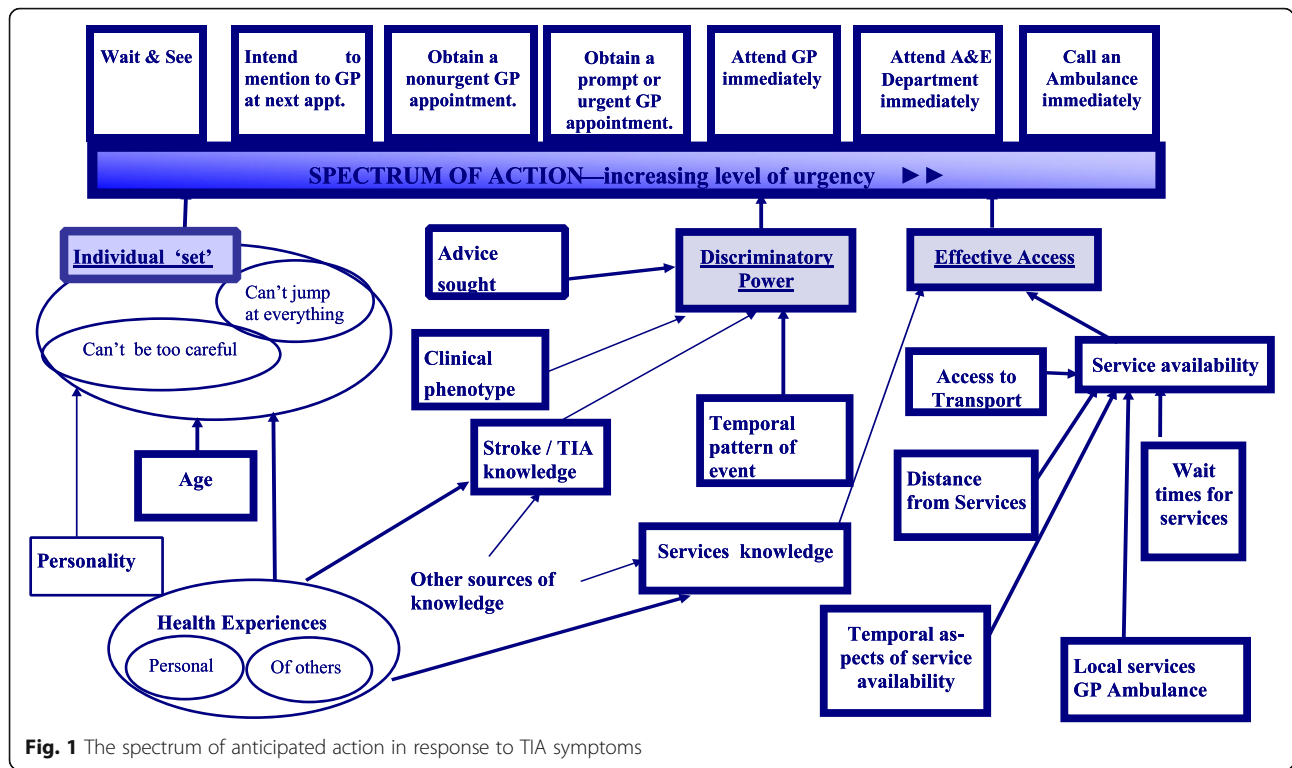 Wait & See
Intend to
mention to GP
at next appt.
Obtain a
nonurgent GP
appointment.
Obtain a
prompt or
urgent GP
appointment.
Attend GP
immediately
Attend A&E
Department
immediately
Call an
Ambulance
immediately
SPECTRUM OF ACTION—increasing level of urgency ►►
Individual ‘set’
Can't jump
at everything
Can't be too careful
Advice
sought
Discriminatory
Power
Effective Access
Clinical
phenotype
Service availability
Access to
Transport
Temporal
pattern of
event
Stroke / TIA
knowledge
Age
Distance
from Services
Wait
times for
services
Personality
Services knowledge
Other sources of
knowledge
Health Experiences
Personal
Of others
Temporal as-
pects of service
availability
Local services
GP Ambulance
Fig. 1 The spectrum of anticipated action in response to TIA symptoms